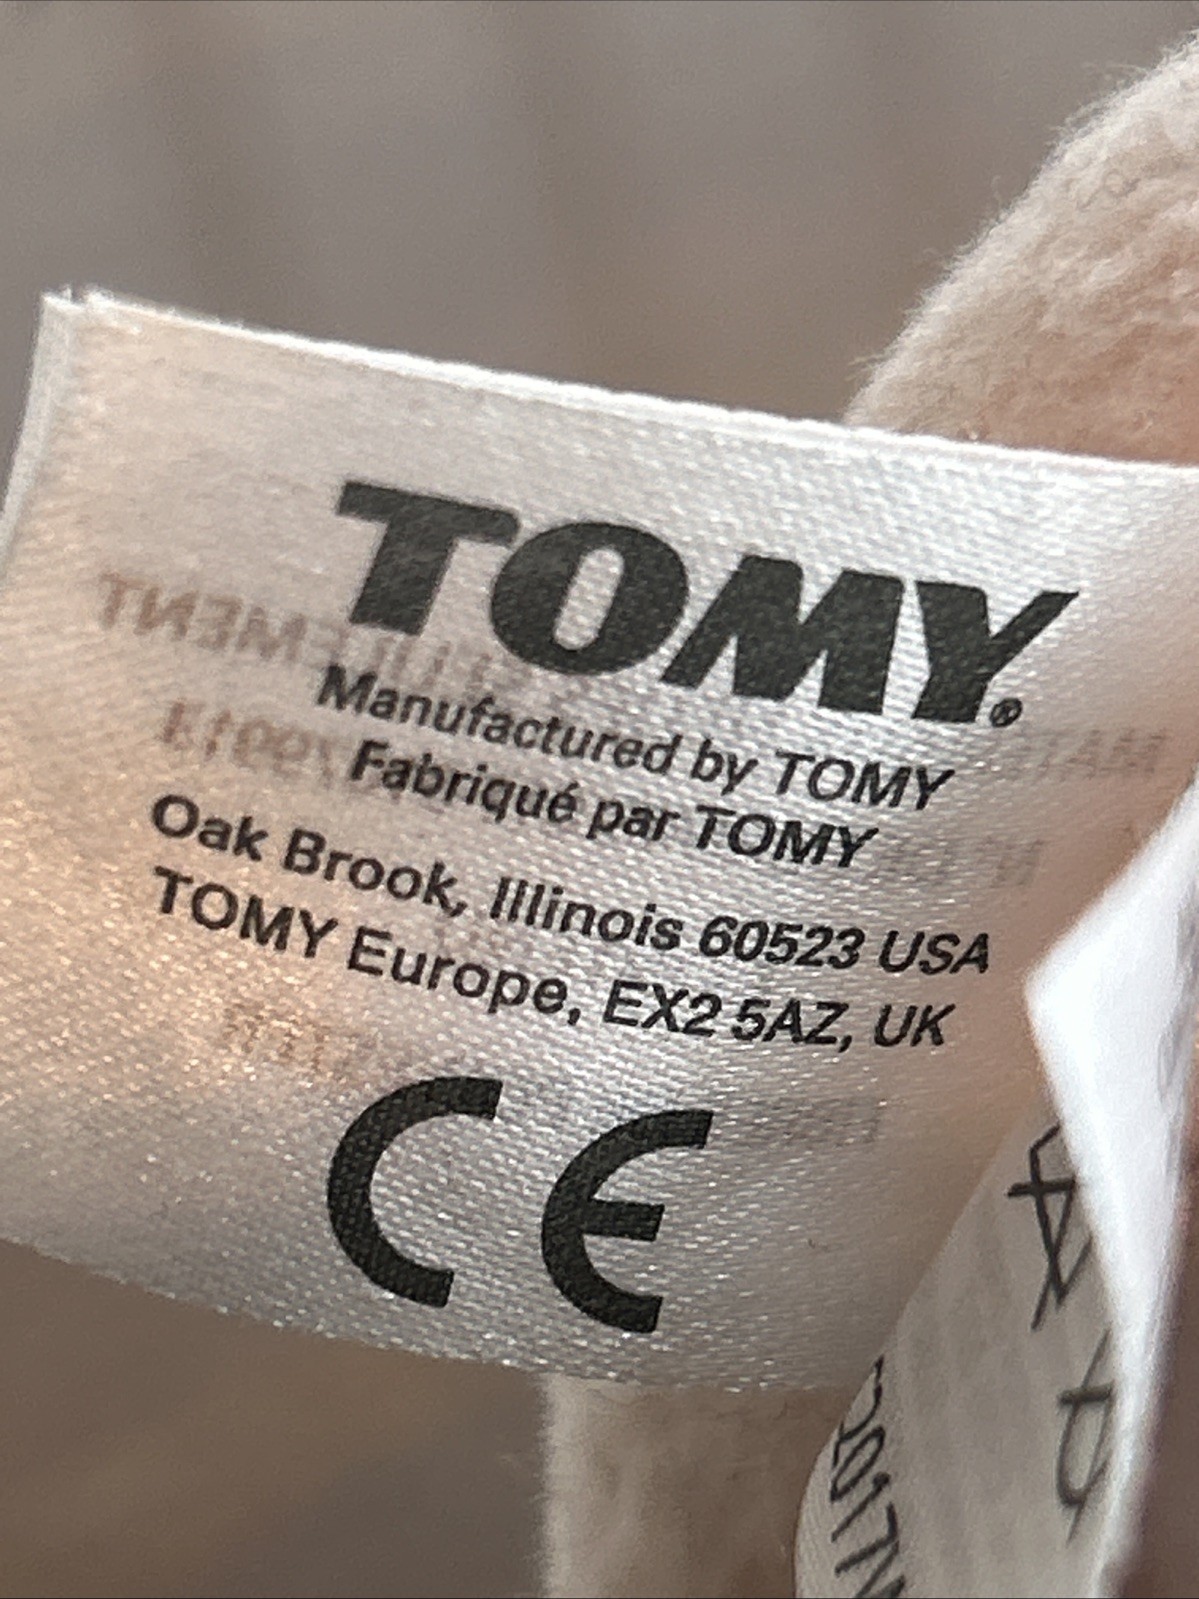 TOMY®
Manufactured by TOMY
Fabriqué par TOMY
Oak Brook, Illinois 60523 USA
TOMY Europe, EX2 5AZ, UK
CE